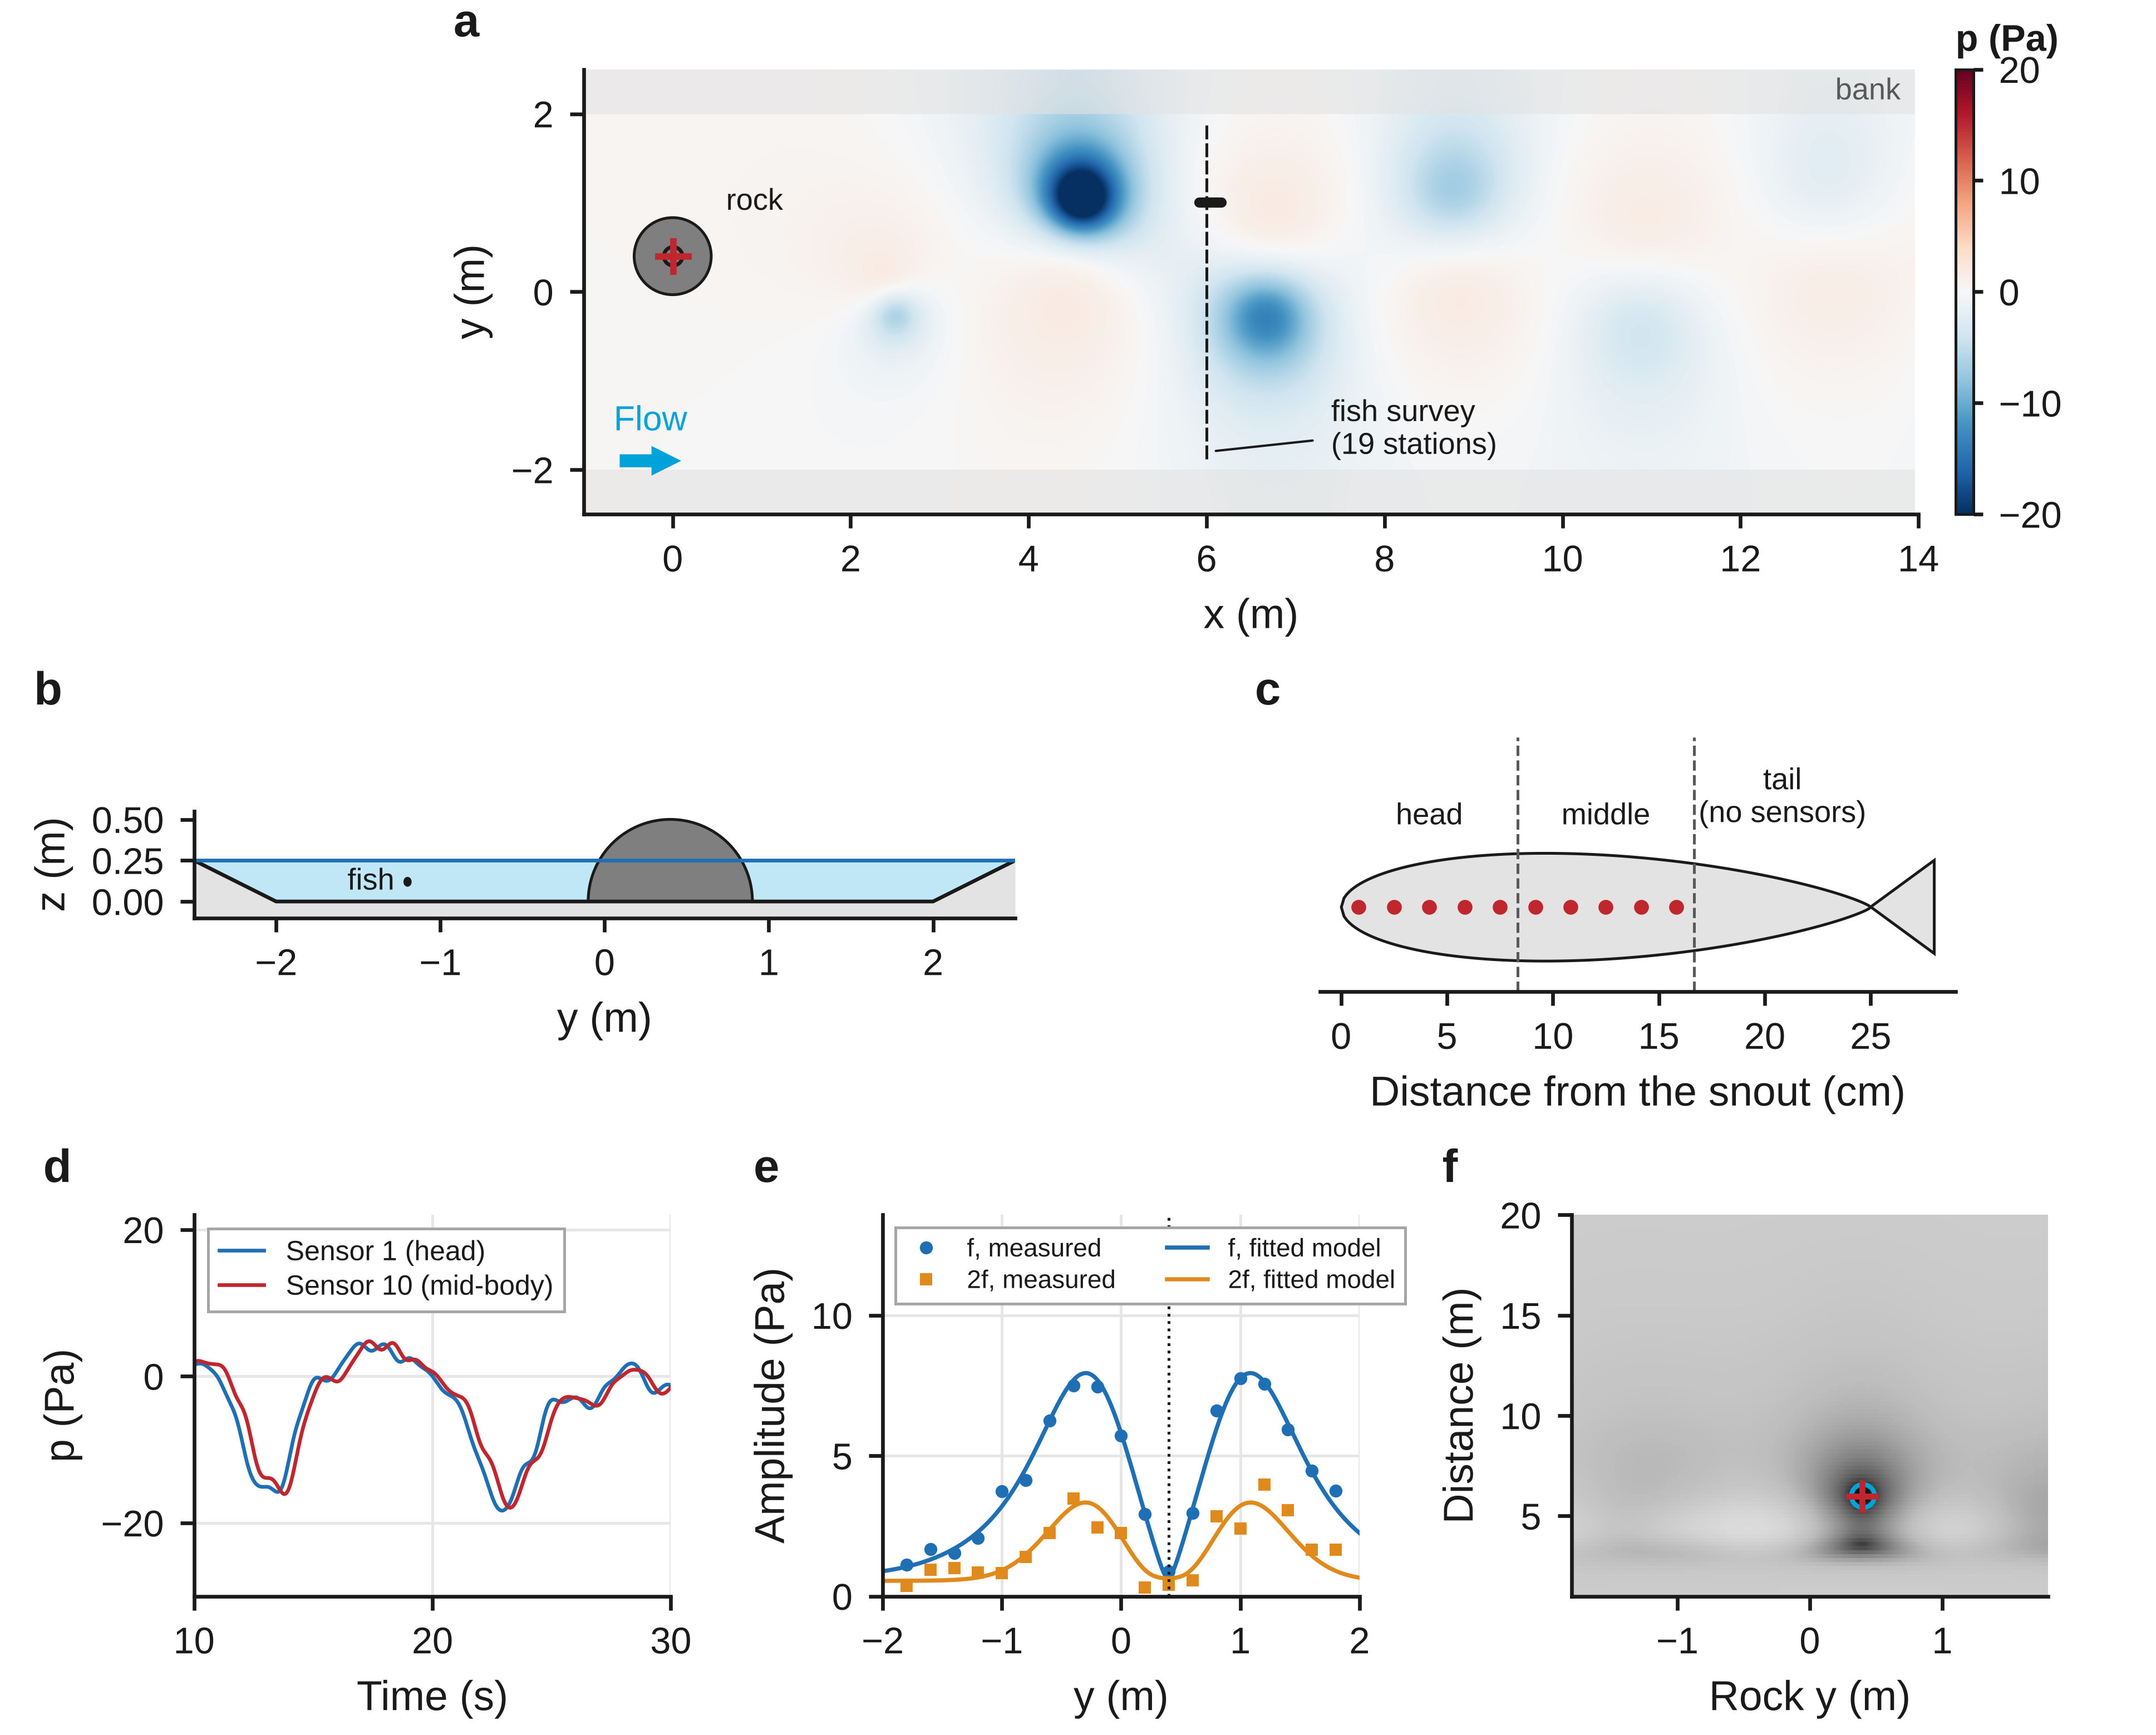 a
p (Pa)
bank
rock
Flow
fish survey
(19 stations)
2
0
−2
y (m)
0
2
4
6
8
10
12
14
x (m)
20
10
0
−10
−20
b
0.50
0.25
0.00
z (m)
fish
−2
−1
0
1
2
y (m)
c
head
middle
tail
(no sensors)
0
5
10
15
20
25
Distance from the snout (cm)
d
20
0
−20
p (Pa)
Sensor 1 (head)
Sensor 10 (mid-body)
10
20
30
Time (s)
e
10
5
0
Amplitude (Pa)
f, measured
2f, measured
f, fitted model
2f, fitted model
−2
−1
0
1
2
y (m)
f
20
15
10
5
Distance (m)
−1
0
1
Rock y (m)